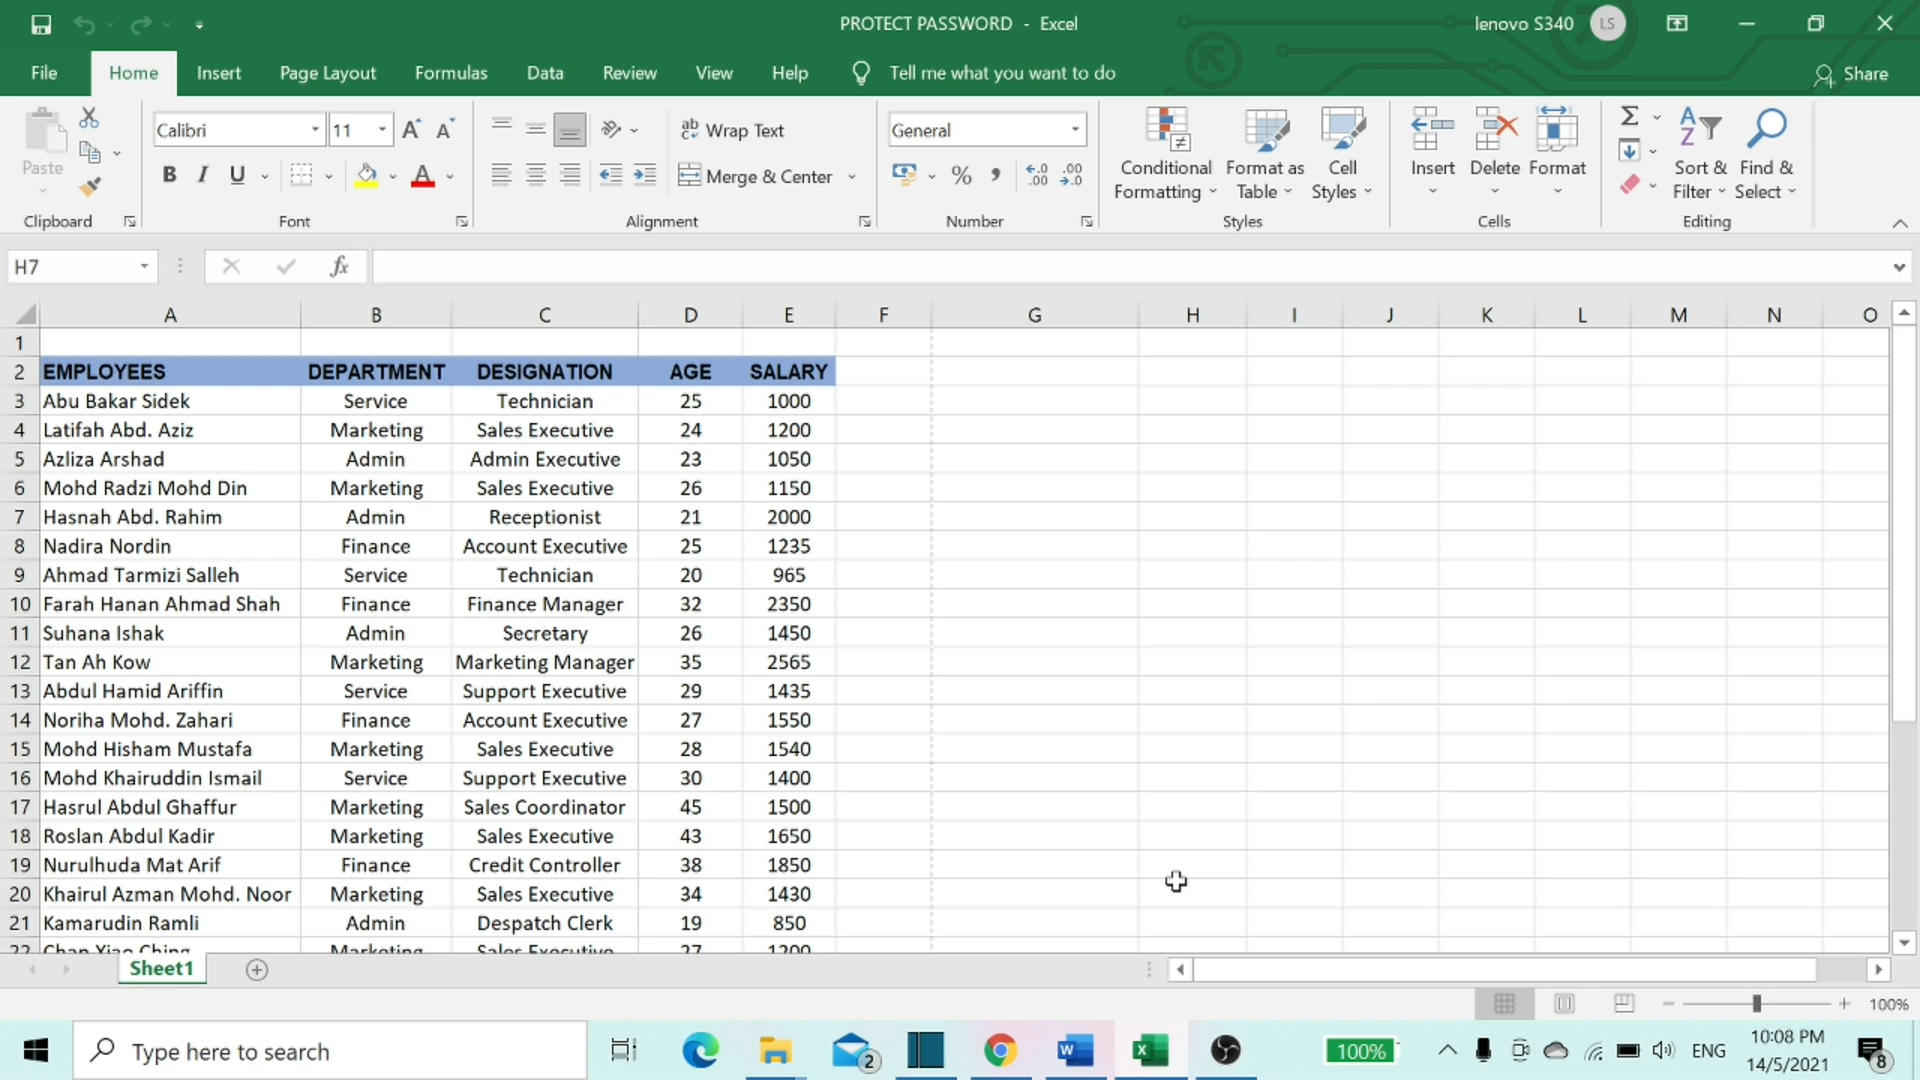 PROTECT PASSWORD - Excel
lenovo S340 LS
File Home Insert Page Layout Formulas Data Review View Help Tell me what you want to do Share
Paste
Clipboard
Calibri 11
B I U
Font
Wrap Text
Merge & Center
Alignment
General
Number
Conditional Formatting
Format as Table
Cell Styles
Styles
Insert Delete Format
Cells
Sort & Filter
Find & Select
Editing
H7 fx
A B C D E F G H I J K L M N O
1
2 EMPLOYEES DEPARTMENT DESIGNATION AGE SALARY
3 Abu Bakar Sidek Service Technician 25 1000
4 Latifah Abd. Aziz Marketing Sales Executive 24 1200
5 Azliza Arshad Admin Admin Executive 23 1050
6 Mohd Radzi Mohd Din Marketing Sales Executive 26 1150
7 Hasnah Abd. Rahim Admin Receptionist 21 2000
8 Nadira Nordin Finance Account Executive 25 1235
9 Ahmad Tarmizi Salleh Service Technician 20 965
10 Farah Hanan Ahmad Shah Finance Finance Manager 32 2350
11 Suhana Ishak Admin Secretary 26 1450
12 Tan Ah Kow Marketing Marketing Manager 35 2565
13 Abdul Hamid Ariffin Service Support Executive 29 1435
14 Noriha Mohd. Zahari Finance Account Executive 27 1550
15 Mohd Hisham Mustafa Marketing Sales Executive 28 1540
16 Mohd Khairuddin Ismail Service Support Executive 30 1400
17 Hasrul Abdul Ghaffur Marketing Sales Coordinator 45 1500
18 Roslan Abdul Kadir Marketing Sales Executive 43 1650
19 Nurulhuda Mat Arif Finance Credit Controller 38 1850
20 Khairul Azman Mohd. Noor Marketing Sales Executive 34 1430
21 Kamarudin Ramli Admin Despatch Clerk 19 850
22 Chan Xiao Ching Marketing Sales Executive 27 1200
Sheet1
100%
Type here to search
2
100%
ENG
10:08 PM
14/5/2021
8